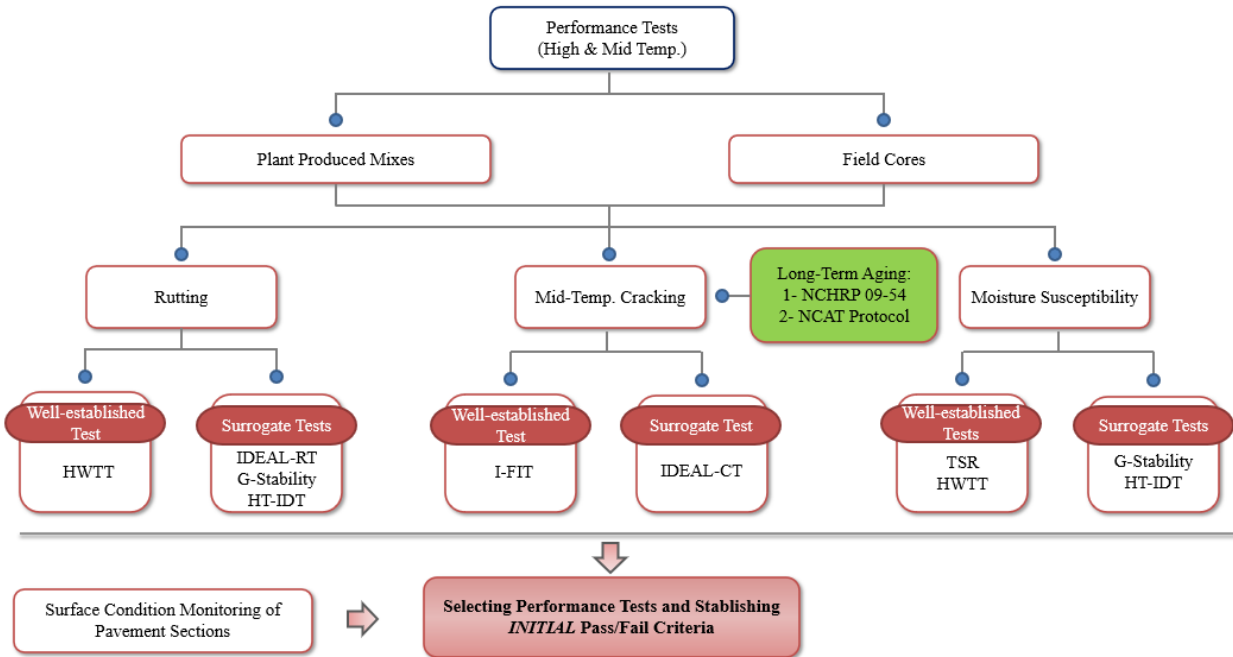 Performance Tests
(High & Mid Temp.)
Plant Produced Mixes
Field Cores
Rutting
Mid-Temp. Cracking
Long-Term Aging:
1- NCHRP 09-54
2- NCAT Protocol
Moisture Susceptibility
Well-established
Test
HWTT
Surrogate Tests
IDEAL-RT
G-Stability
HT-IDT
Well-established
Test
I-FIT
Surrogate Test
IDEAL-CT
Well-established
Tests
TSR
HWTT
Surrogate Tests
G-Stability
HT-IDT
Surface Condition Monitoring of
Pavement Sections
Selecting Performance Tests and Stablishing
INITIAL Pass/Fail Criteria